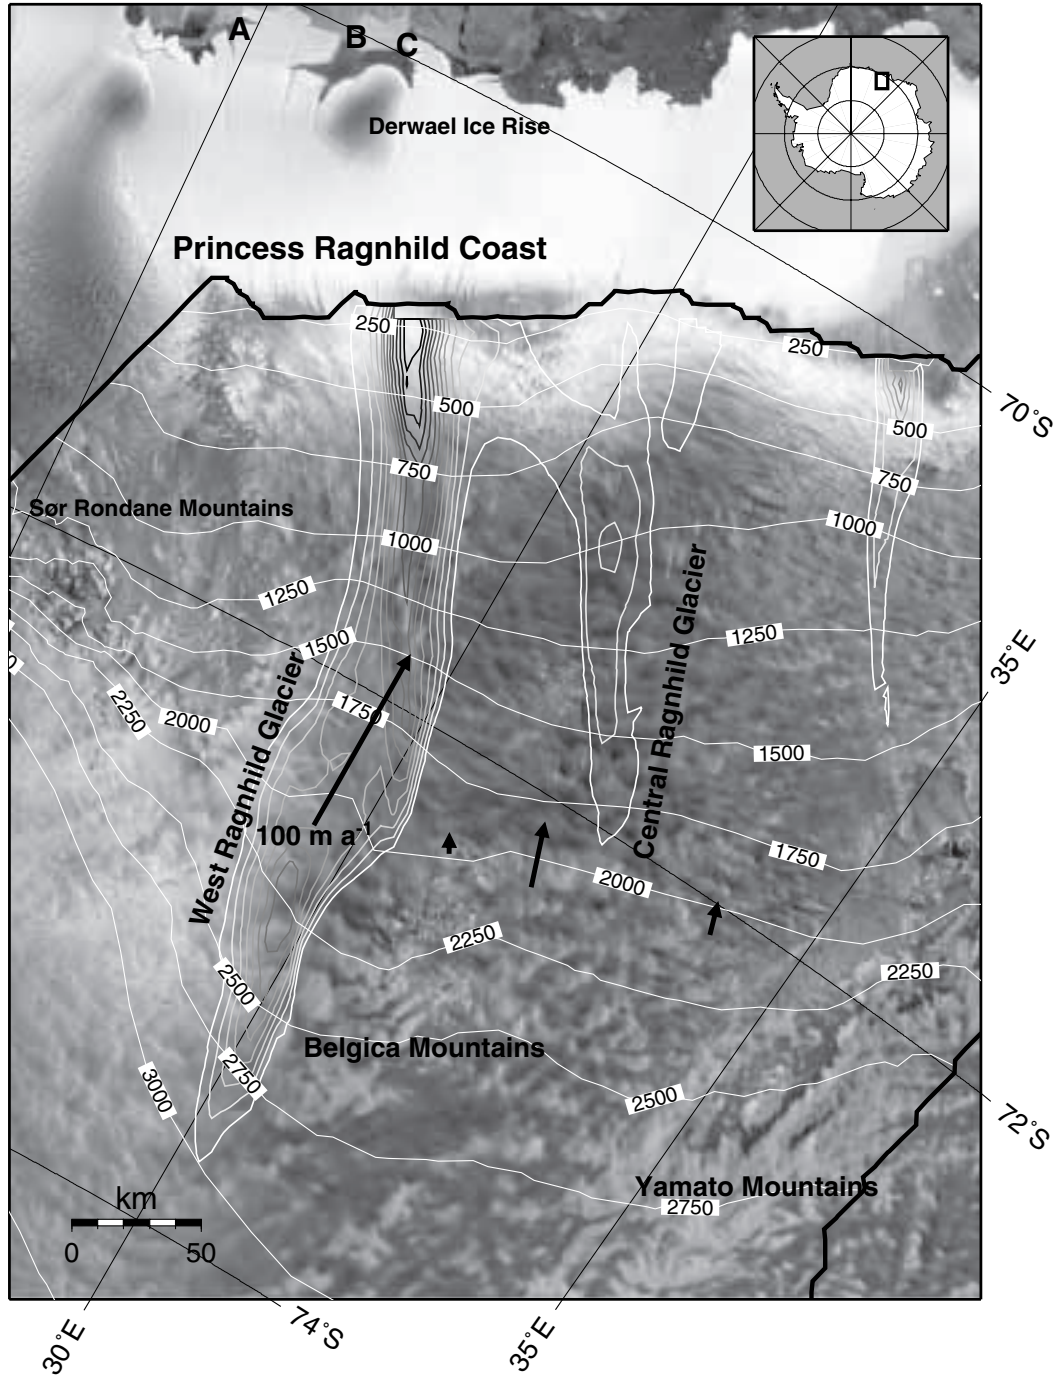 A
B
C
Derwael Ice Rise
Princess Ragnhild Coast
250
250
500
500
70°S
750
750
Sør Rondane Mountains
1000
1000
1250
1250
1500
35°E
0
2250
2000
1750
1500
West Ragnhild Glacier
Central Ragnhild Glacier
100 m a-1
1750
2000
2250
2250
2500
Belgica Mountains
2750
3000
2500
72°S
Yamato Mountains
2750
km
0 50
30°E
74°S
35°E